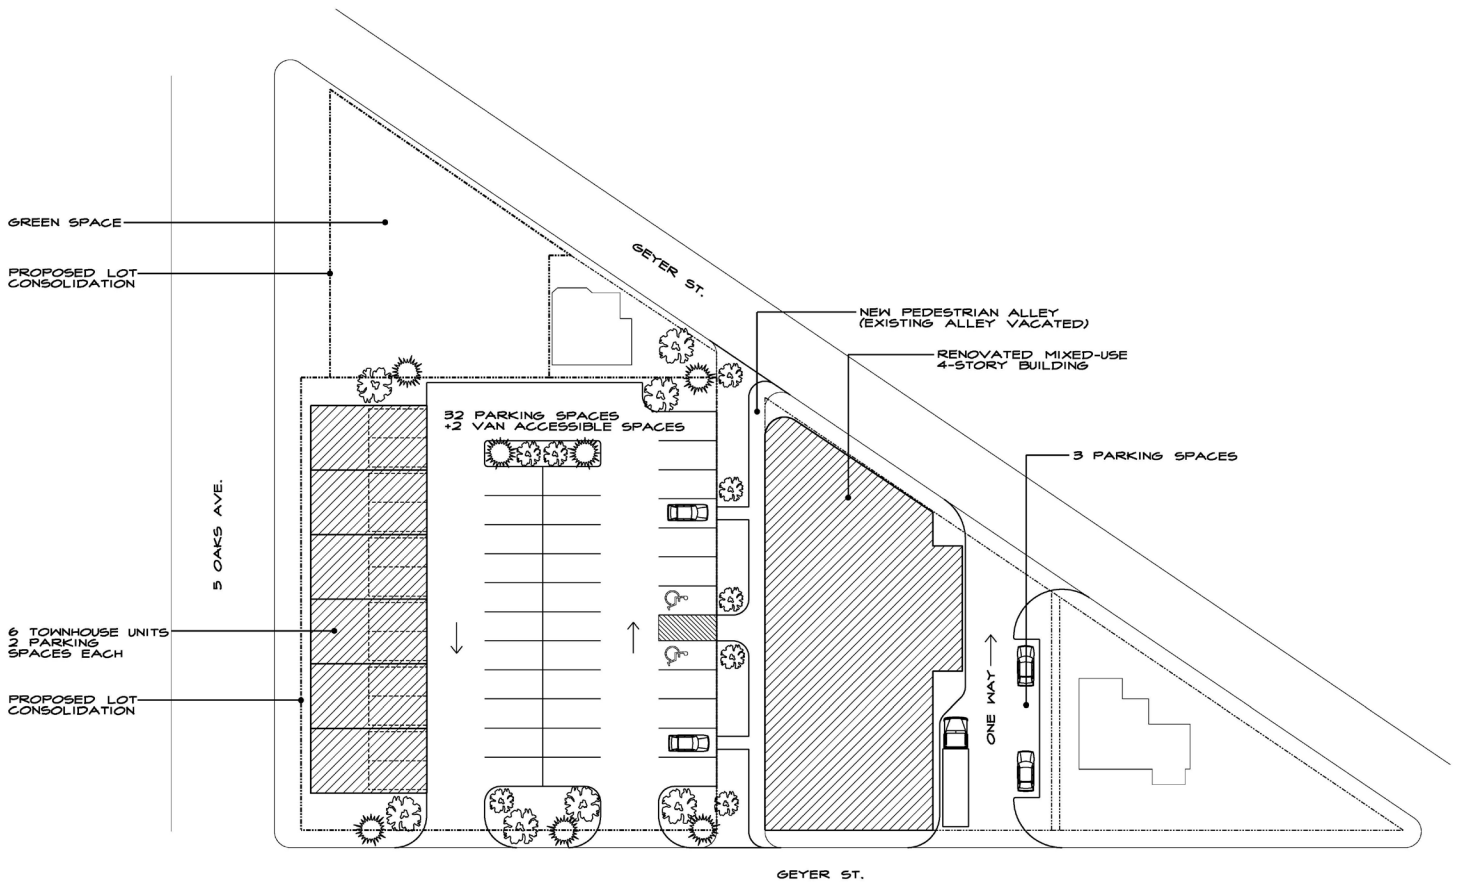 GREEN SPACE
PROPOSED LOT
CONSOLIDATION
GEYER ST.
NEW PEDESTRIAN ALLEY
(EXISTING ALLEY VACATED)
RENOVATED MIXED-USE
4-STORY BUILDING
32 PARKING SPACES
+2 VAN ACCESSIBLE SPACES
3 PARKING SPACES
5 OAKS AVE.
6 TOWNHOUSE UNITS
2 PARKING
SPACES EACH
PROPOSED LOT
CONSOLIDATION
ONE WAY
GEYER ST.